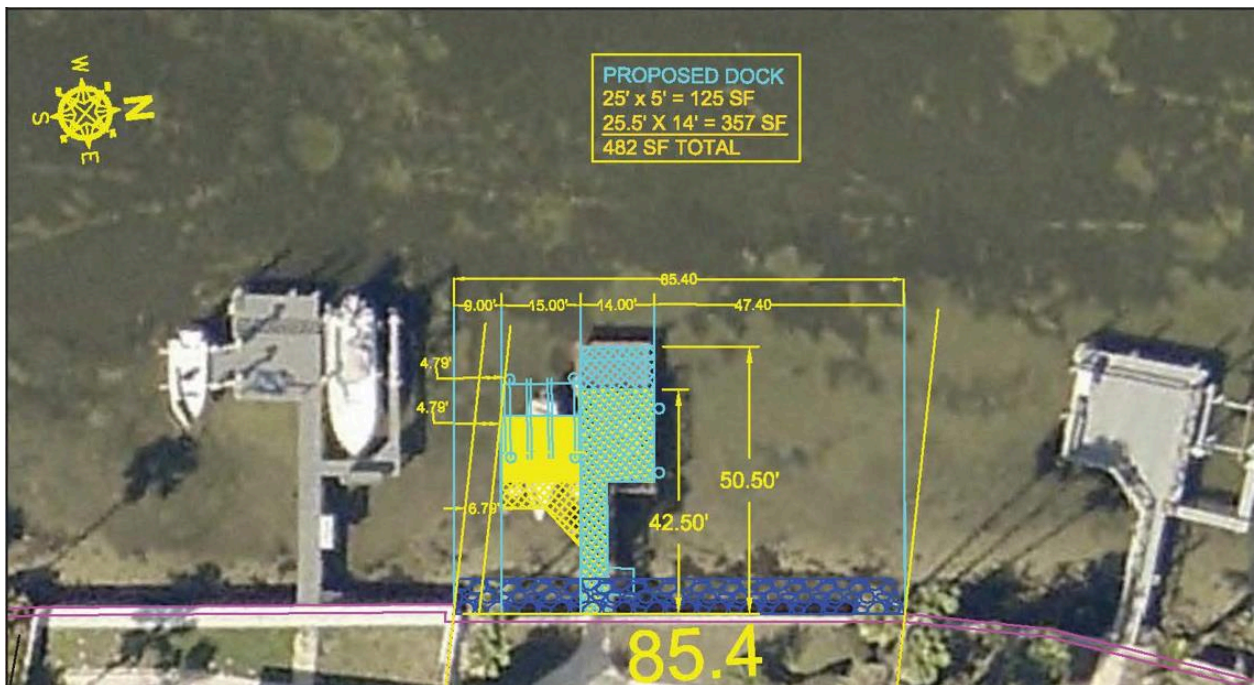 W
N
S
E
PROPOSED DOCK
25' x 5' = 125 SF
25.5' X 14' = 357 SF
482 SF TOTAL
85.40
9.00' 15.00' 14.00' 47.40
4.79'
4.79'
50.50'
6.79'
42.50'
85.4